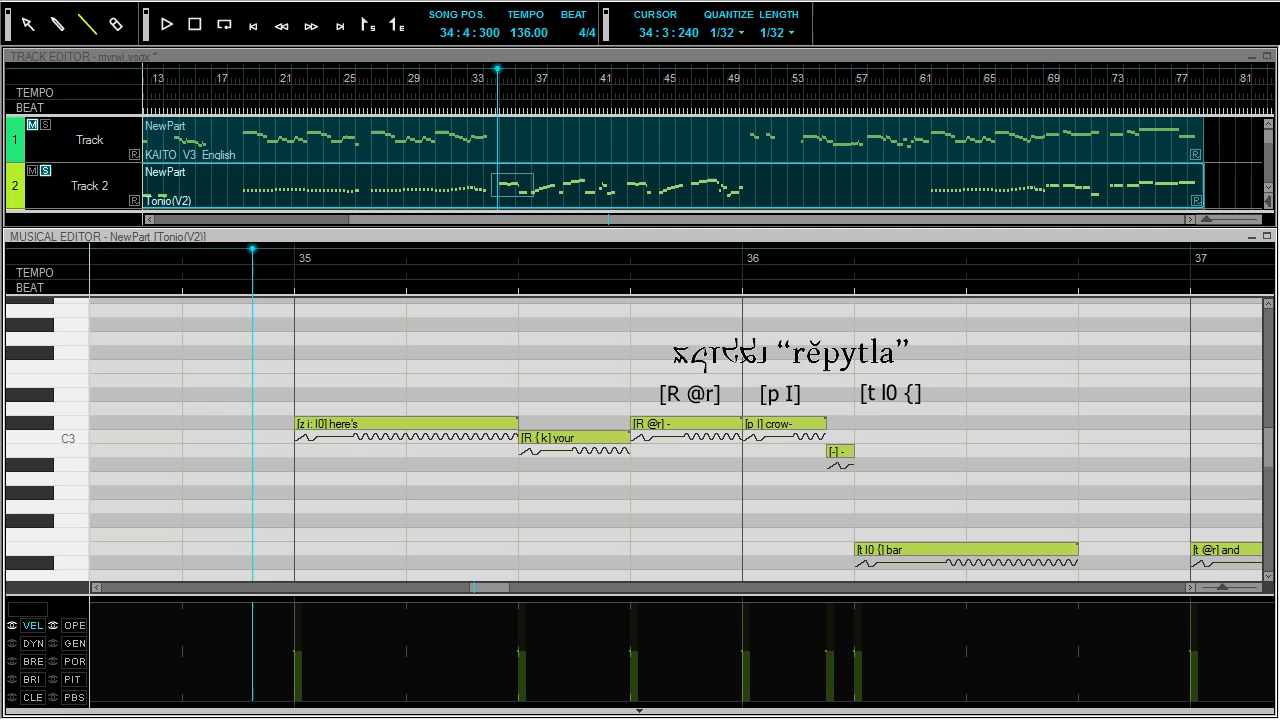 SONG POS. TEMPO BEAT CURSOR QUANTIZE LENGTH
34 : 4 : 300 136.00 4/4 34 : 3 : 240 1/32 1/32
TRACK EDITOR - mvrwi.vsqx *
13 17 21 25 29 33 37 41 45 49 53 57 61 65 69 73 77 81
TEMPO
BEAT
1 M S Track R
NewPart
KAITO_V3_English R
2 M S Track 2 R
NewPart
Tonio(V2) R
MUSICAL EDITOR - NewPart [Tonio(V2)]
35 36 37
TEMPO
BEAT
“rĕpytla”
[R @r] [p I] [t l0 {]
[z i: l0] here's
[R { k] your
[R @r] -
[p I] crow-
[-] -
[t l0 {] bar
[t @r] and
C3
VEL OPE
DYN GEN
BRE POR
BRI PIT
CLE PBS